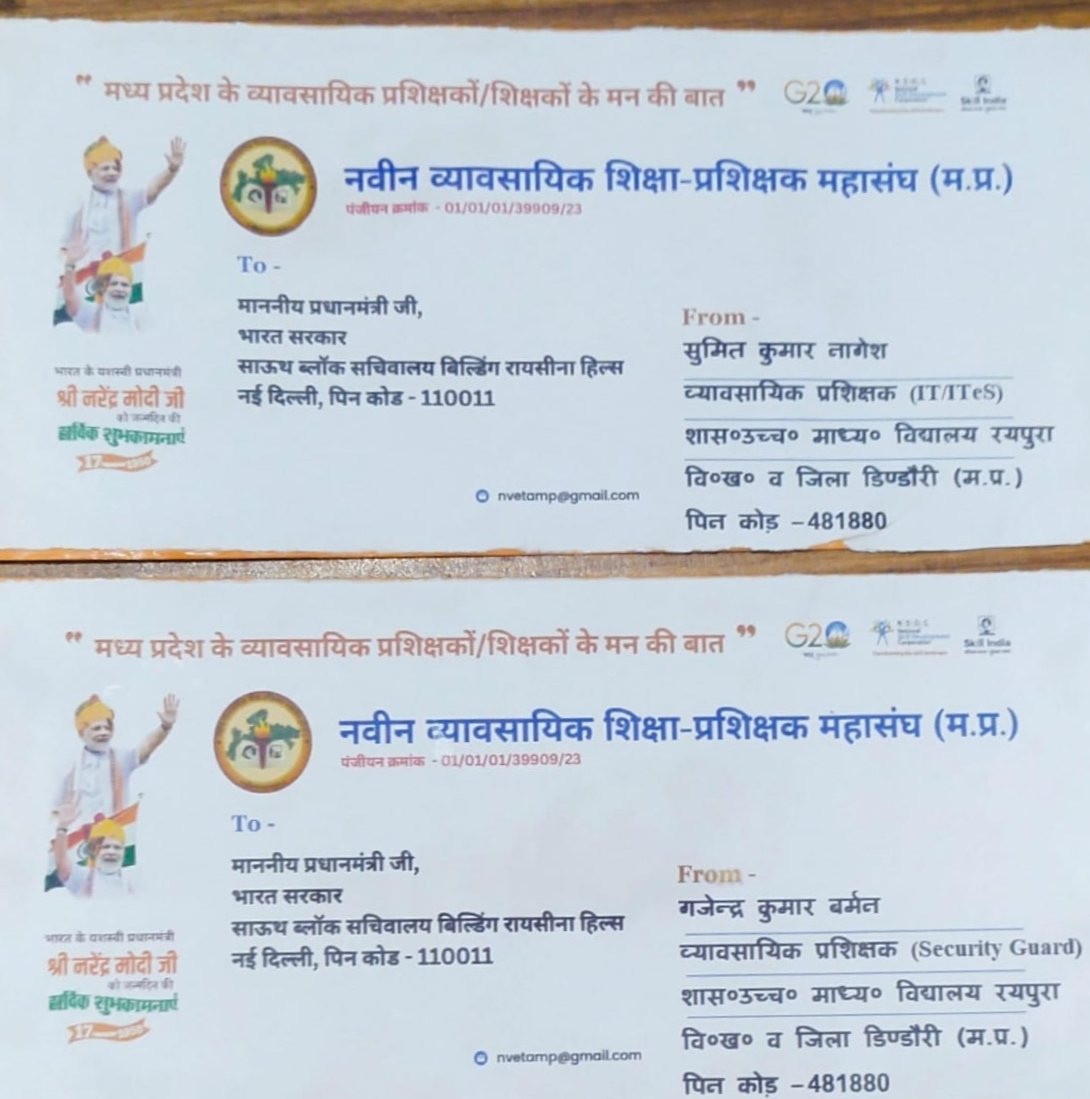 " मध्य प्रदेश के व्यावसायिक प्रशिक्षकों/शिक्षकों के मन की बात "
G20
Skill India
नवीन व्यावसायिक शिक्षा-प्रशिक्षक महासंघ (म.प्र.)
पंजीयन क्रमांक - 01/01/01/39909/23
To -
माननीय प्रधानमंत्री जी,
भारत सरकार
साऊथ ब्लॉक सचिवालय बिल्डिंग रायसीना हिल्स
नई दिल्ली, पिन कोड - 110011
From -
सुमित कुमार नागेश
व्यावसायिक प्रशिक्षक (IT/ITeS)
शास०उच्च० माध्य० विद्यालय रयपुरा
वि०ख० व जिला डिण्डौरी (म.प्र.)
पिन कोड़ -481880
भारत के यशस्वी प्रधानमंत्री
श्री नरेंद्र मोदी जी
को जन्मदिन की
हार्दिक शुभकामनाएं
17
nvetamp@gmail.com
" मध्य प्रदेश के व्यावसायिक प्रशिक्षकों/शिक्षकों के मन की बात "
G20
N S D C
National
Skill Development
Corporation
Skill India
नवीन व्यावसायिक शिक्षा-प्रशिक्षक महासंघ (म.प्र.)
पंजीयन क्रमांक - 01/01/01/39909/23
To -
माननीय प्रधानमंत्री जी,
भारत सरकार
साऊथ ब्लॉक सचिवालय बिल्डिंग रायसीना हिल्स
नई दिल्ली, पिन कोड - 110011
From -
गजेन्द्र कुमार बर्मन
व्यावसायिक प्रशिक्षक (Security Guard)
शास०उच्च० माध्य० विद्यालय रयपुरा
वि०ख० व जिला डिण्डौरी (म.प्र.)
पिन कोड़ -481880
भारत के यशस्वी प्रधानमंत्री
श्री नरेंद्र मोदी जी
को जन्मदिन की
हार्दिक शुभकामनाएं
17
nvetamp@gmail.com